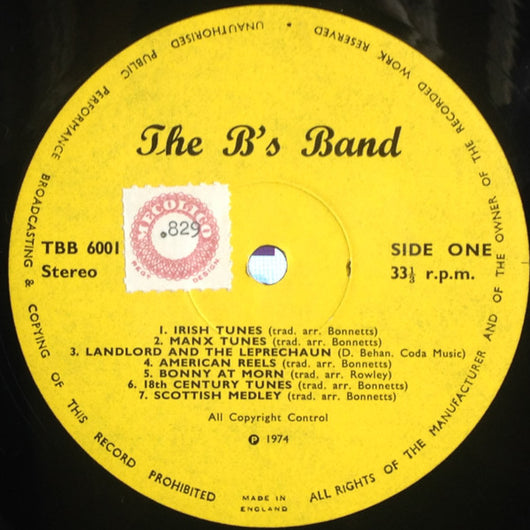 ALL RIGHTS OF THE MANUFACTURER AND OF THE OWNER OF THE RECORDED WORK RESERVED • UNAUTHORISED PUBLIC PERFORMANCE BROADCASTING & COPYING OF THIS RECORD PROHIBITED
The B's Band
MECOLICO
.829
REGD DESIGN
TBB 6001
Stereo
SIDE ONE
33⅓ r.p.m.
1. IRISH TUNES (trad. arr. Bonnetts)
2. MANX TUNES (trad. arr. Bonnetts)
3. LANDLORD AND THE LEPRECHAUN (D. Behan. Coda Music)
4. AMERICAN REELS (trad. arr. Bonnetts)
5. BONNY AT MORN (trad. arr. Rowley)
6. 18th CENTURY TUNES (trad. arr. Bonnetts)
7. SCOTTISH MEDLEY (trad. arr. Bonnetts)
All Copyright Control
℗ 1974
MADE IN
ENGLAND